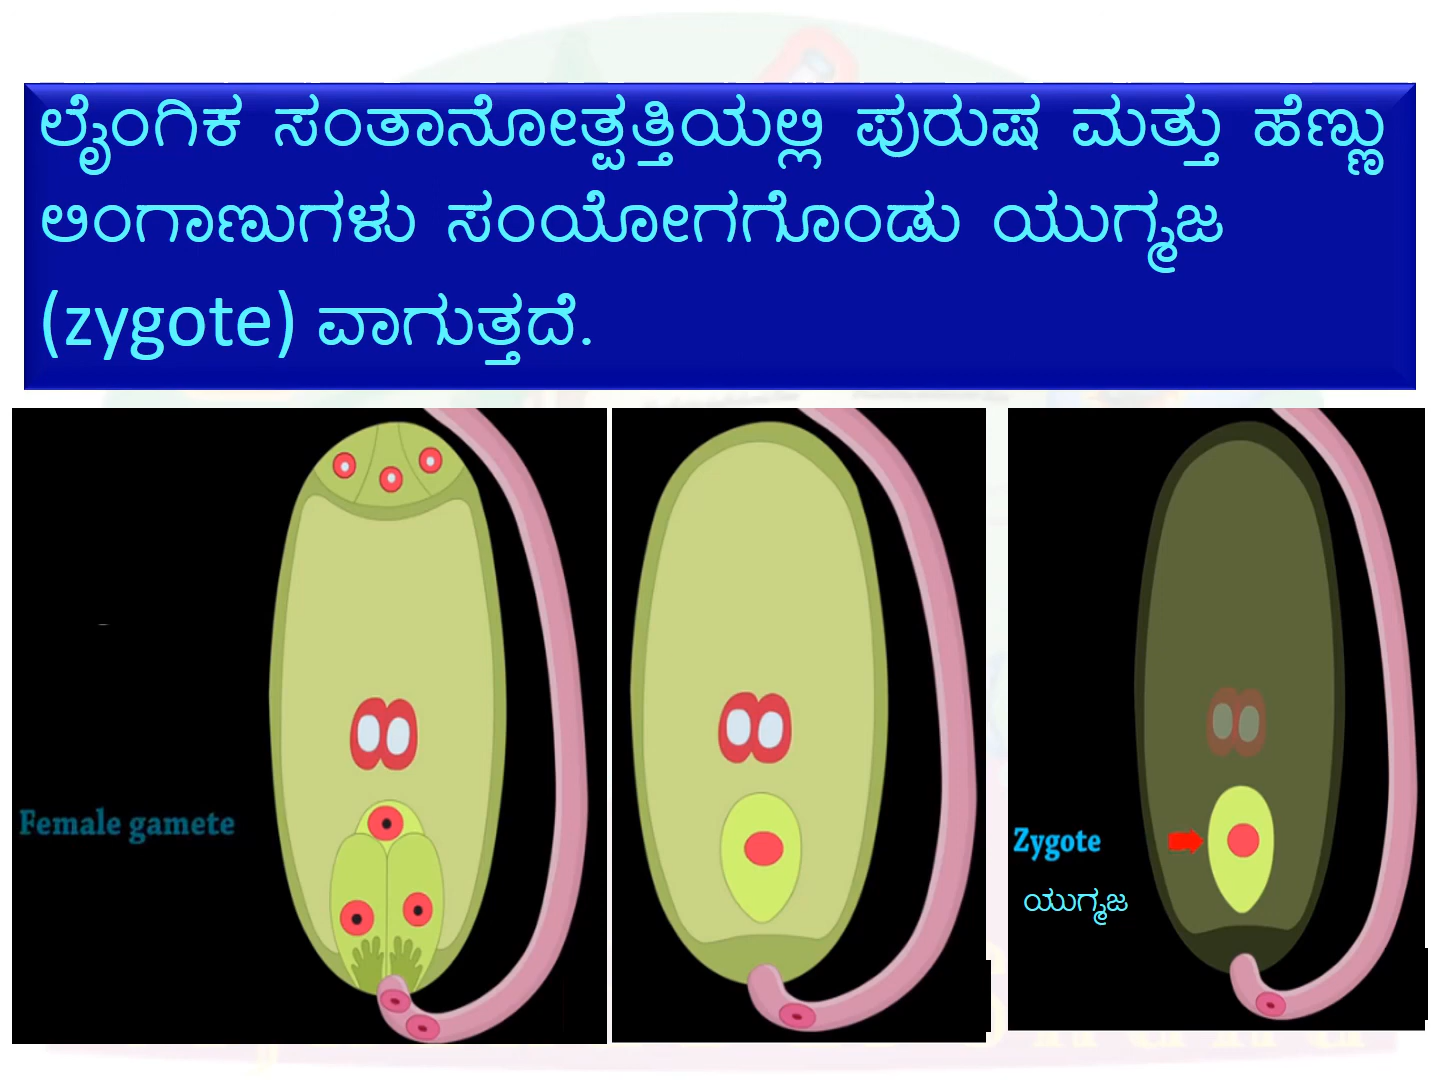 ಲೈಂಗಿಕ ಸಂತಾನೋತ್ಪತ್ತಿಯಲ್ಲಿ ಪುರುಷ ಮತ್ತು ಹೆಣ್ಣು
ಲಿಂಗಾಣುಗಳು ಸಂಯೋಗಗೊಂಡು ಯುಗ್ಮಜ
(zygote) ವಾಗುತ್ತದೆ.
Female gamete
Zygote
ಯುಗ್ಮಜ